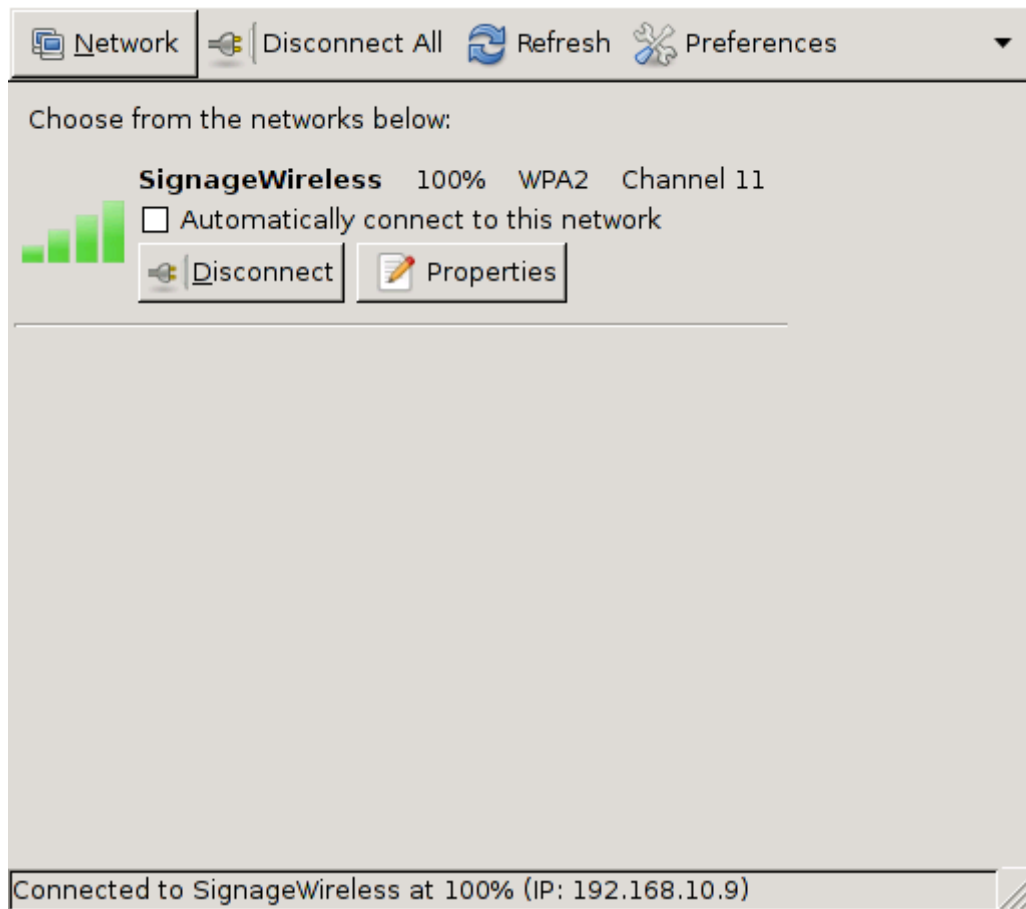 Network Disconnect All Refresh Preferences
Choose from the networks below:
SignageWireless 100% WPA2 Channel 11
Automatically connect to this network
Disconnect Properties
Connected to SignageWireless at 100% (IP: 192.168.10.9)